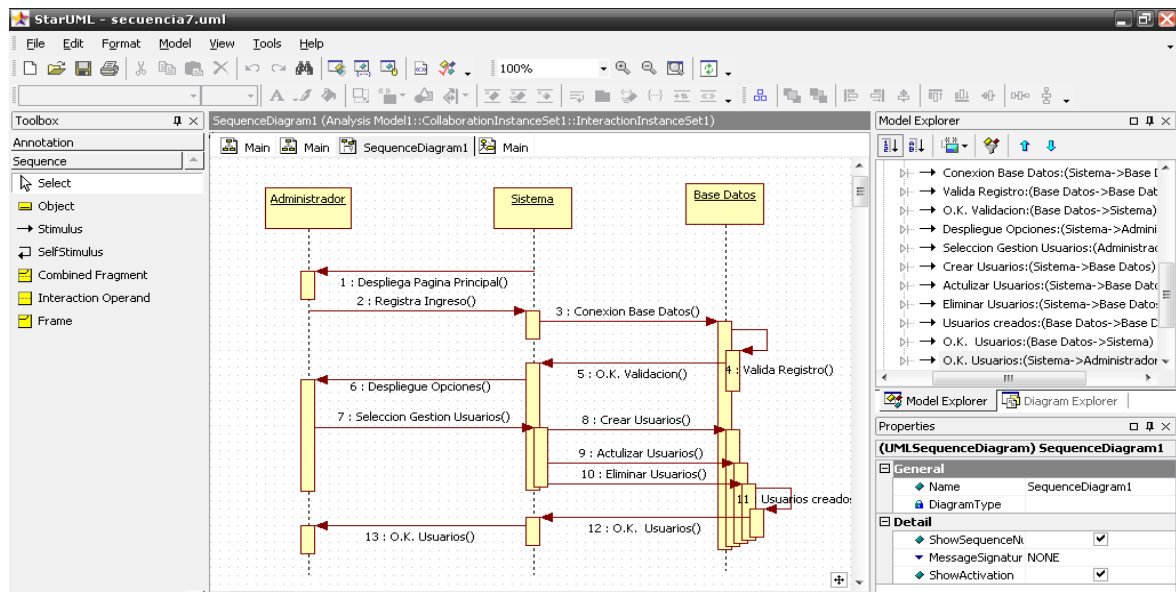 StarUML - secuencia7.uml
File Edit Format Model View Tools Help
100%
Toolbox
Annotation
Sequence
Select
Object
Stimulus
SelfStimulus
Combined Fragment
Interaction Operand
Frame
SequenceDiagram1 (Analysis Model1::CollaborationInstanceSet1::InteractionInstanceSet1)
Main Main SequenceDiagram1 Main
Administrador Sistema Base Datos
1 : Despliega Pagina Principal()
2 : Registra Ingreso()
3 : Conexion Base Datos()
4 : Valida Registro()
5 : O.K. Validacion()
6 : Despliegue Opciones()
7 : Seleccion Gestion Usuarios()
8 : Crear Usuarios()
9 : Actulizar Usuarios()
10 : Eliminar Usuarios()
11 Usuarios creados
12 : O.K. Usuarios()
13 : O.K. Usuarios()
Model Explorer
Conexion Base Datos:(Sistema->Base
Valida Registro:(Base Datos->Base Dat
O.K. Validacion:(Base Datos->Sistema)
Despliegue Opciones:(Sistema->Admini
Seleccion Gestion Usuarios:(Administrad
Crear Usuarios:(Sistema->Base Datos)
Actulizar Usuarios:(Sistema->Base Dato
Eliminar Usuarios:(Sistema->Base Datos
Usuarios creados:(Base Datos->Base D
O.K. Usuarios:(Base Datos->Sistema)
O.K. Usuarios:(Sistema->Administrador
Model Explorer Diagram Explorer
Properties
(UMLSequenceDiagram) SequenceDiagram1
General
Name SequenceDiagram1
DiagramType
Detail
ShowSequenceNu
MessageSignatur NONE
ShowActivation